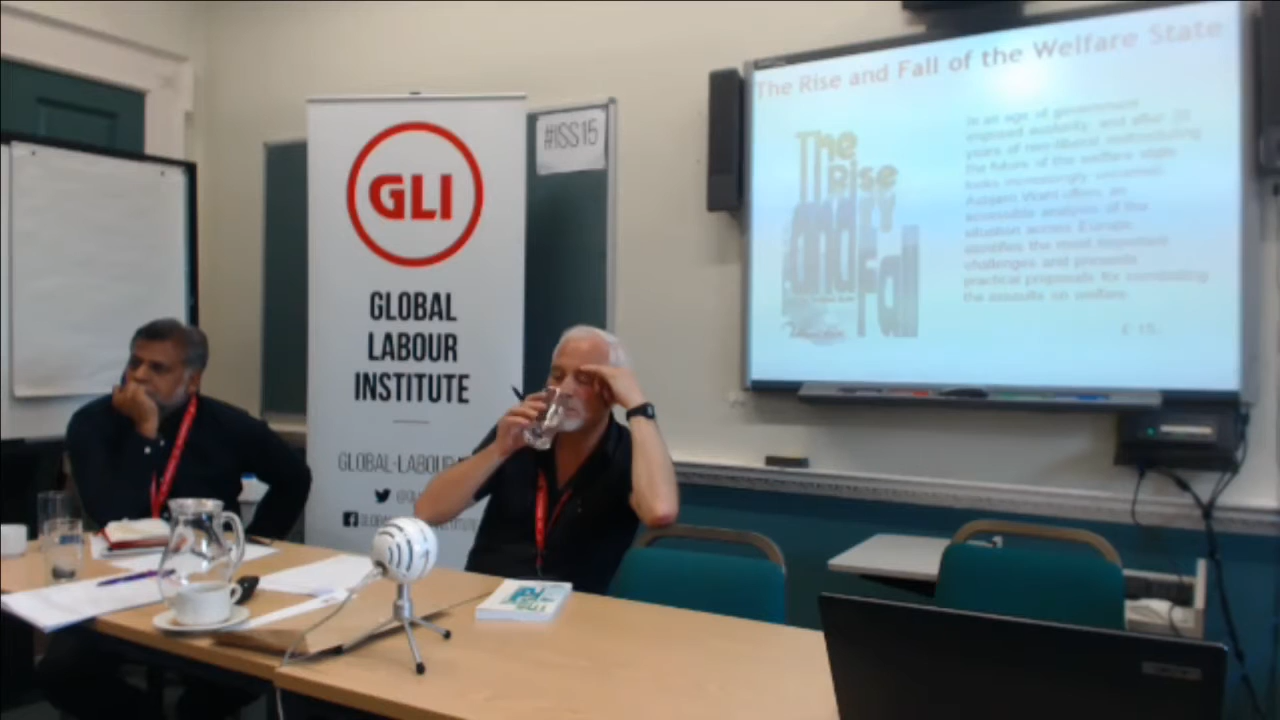 GLI
GLOBAL
LABOUR
INSTITUTE
GLOBAL-LABOUR
#ISS15
The Rise and Fall of the Welfare State
The
Rise
and
Fall
In an age of government
imposed austerity, and after 30
years of neo-liberal restructuring
the future of the welfare state
looks increasingly uncertain.
Asbjørn Wahl offers an
accessible analysis of the
situation across Europe,
identifies the most important
challenges and presents
practical proposals for combating
the assaults on welfare.
£ 15,